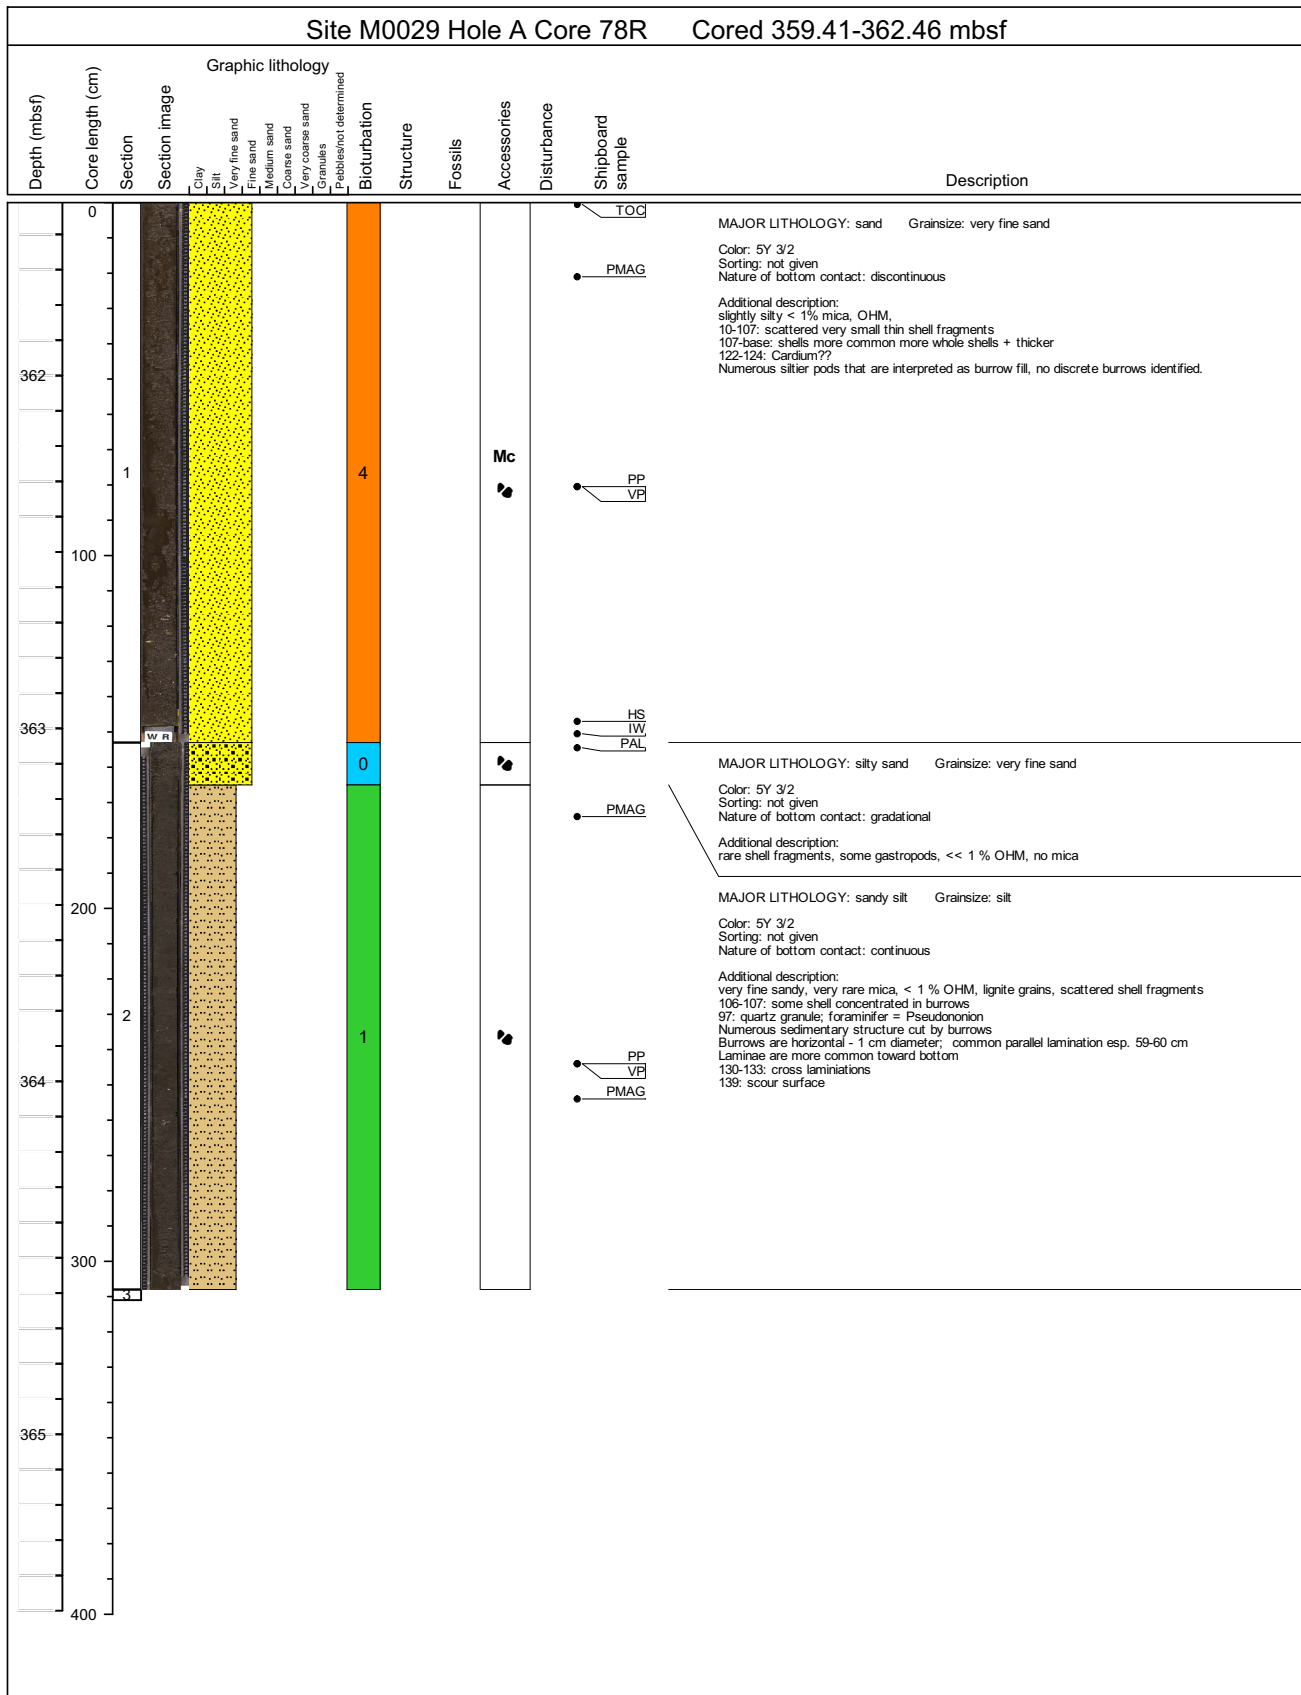 Site M0029 Hole A Core 78R Cored 359.41-362.46 mbsf
Graphic lithology
Depth (mbsf)
Core length (cm)
Section
Section image
Clay
Silt
Very fine sand
Fine sand
Medium sand
Coarse sand
Very coarse sand
Granules
Pebbles/not determined
Bioturbation
Structure
Fossils
Accessories
Disturbance
Shipboard
sample
Description
0
TOC
MAJOR LITHOLOGY: sand Grainsize: very fine sand
Color: 5Y 3/2
Sorting: not given
PMAG
Nature of bottom contact: discontinuous
Additional description:
slightly silty < 1% mica, OHM,
10-107: scattered very small thin shell fragments
107-base: shells more common more whole shells + thicker
122-124: Cardium??
Numerous siltier pods that are interpreted as burrow fill, no discrete burrows identified.
362
Mc
1
4
PP
VP
100
HS
363
IW
W R
PAL
0
MAJOR LITHOLOGY: silty sand Grainsize: very fine sand
Color: 5Y 3/2
Sorting: not given
PMAG
Nature of bottom contact: gradational
Additional description:
rare shell fragments, some gastropods, << 1 % OHM, no mica
MAJOR LITHOLOGY: sandy silt Grainsize: silt
200
Color: 5Y 3/2
Sorting: not given
Nature of bottom contact: continuous
Additional description:
very fine sandy, very rare mica, < 1 % OHM, lignite grains, scattered shell fragments
106-107: some shell concentrated in burrows
97: quartz granule; foraminifer = Pseudononion
2
Numerous sedimentary structure cut by burrows
1
Burrows are horizontal - 1 cm diameter; common parallel lamination esp. 59-60 cm
PP
Laminae are more common toward bottom
VP
130-133: cross laminiations
364
139: scour surface
PMAG
300
3
365
400